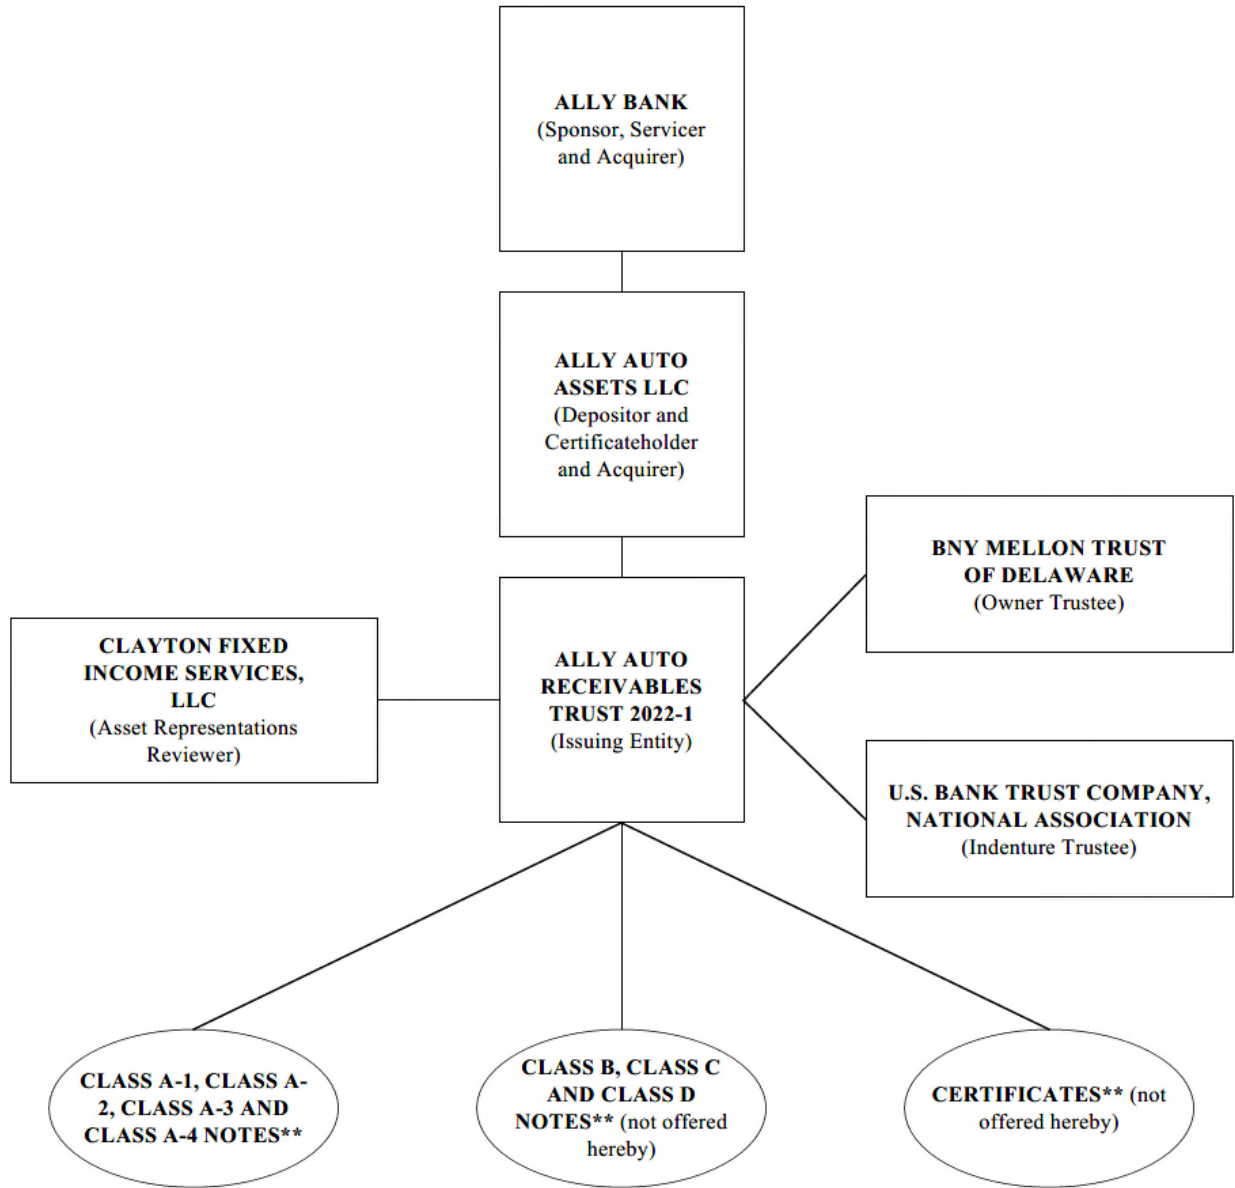 ALLY BANK
(Sponsor, Servicer
and Acquirer)
ALLY AUTO
ASSETS LLC
(Depositor and
Certificateholder
and Acquirer)
BNY MELLON TRUST
OF DELAWARE
(Owner Trustee)
CLAYTON FIXED
INCOME SERVICES,
LLC
(Asset Representations
Reviewer)
ALLY AUTO
RECEIVABLES
TRUST 2022-1
(Issuing Entity)
U.S. BANK TRUST COMPANY,
NATIONAL ASSOCIATION
(Indenture Trustee)
CLASS A-1, CLASS A-
2, CLASS A-3 AND
CLASS A-4 NOTES**
CLASS B, CLASS C
AND CLASS D
NOTES** (not offered
hereby)
CERTIFICATES** (not
offered hereby)